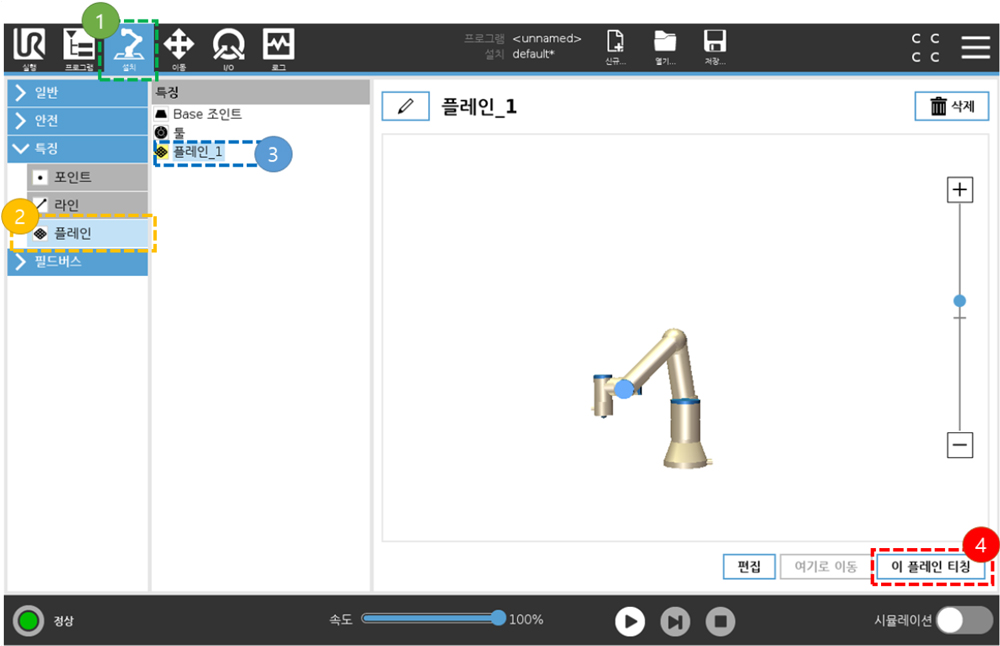 1
UR
실행
프로그램
설치
이동
I/O
로그
프로그램 <unnamed>
설치 default*
신규...
열기...
저장...
C C
C C
일반
안전
특징
포인트
라인
2
플레인
필드버스
특징
Base 조인트
툴
플레인_1
3
플레인_1
삭제
4
편집
여기로 이동
이 플레인 티칭
정상
속도
100%
시뮬레이션